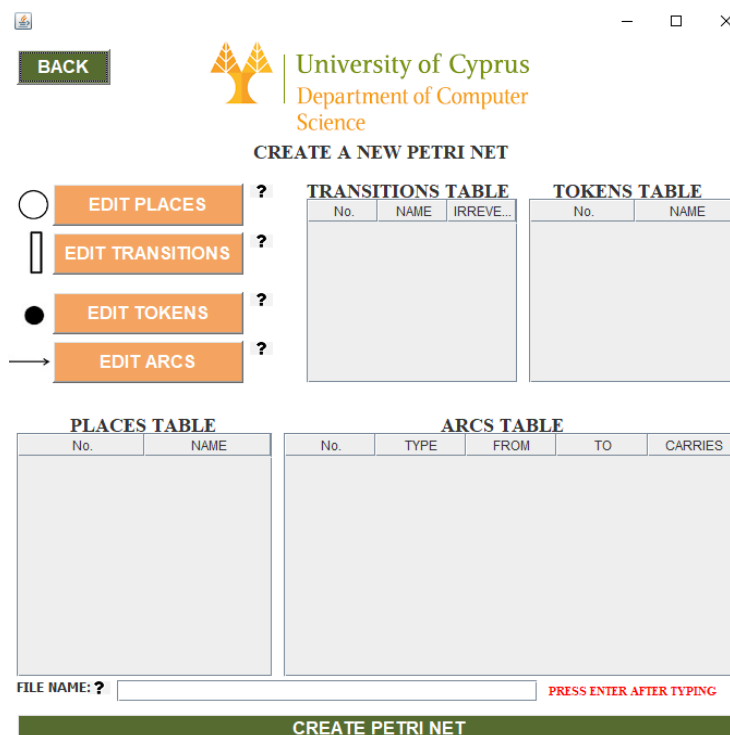 BACK
University of Cyprus
Department of Computer
Science
CREATE A NEW PETRI NET
EDIT PLACES ?
EDIT TRANSITIONS ?
EDIT TOKENS ?
EDIT ARCS ?
TRANSITIONS TABLE
No. NAME IRREVE...
TOKENS TABLE
No. NAME
PLACES TABLE
No. NAME
ARCS TABLE
No. TYPE FROM TO CARRIES
FILE NAME: ? PRESS ENTER AFTER TYPING
CREATE PETRI NET